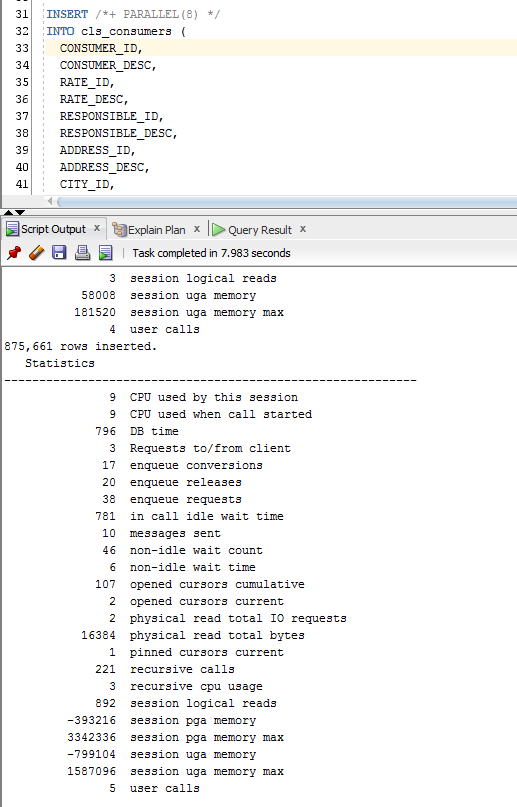 31 INSERT /*+ PARALLEL(8) */
32 INTO cls_consumers (
33 CONSUMER_ID,
34 CONSUMER_DESC,
35 RATE_ID,
36 RATE_DESC,
37 RESPONSIBLE_ID,
38 RESPONSIBLE_DESC,
39 ADDRESS_ID,
40 ADDRESS_DESC,
41 CITY_ID,
Script Output x Explain Plan x Query Result x
Task completed in 7.983 seconds
3 session logical reads
58008 session uga memory
181520 session uga memory max
4 user calls
875,661 rows inserted.
Statistics
-----------------------------------------------------------
9 CPU used by this session
9 CPU used when call started
796 DB time
3 Requests to/from client
17 enqueue conversions
20 enqueue releases
38 enqueue requests
781 in call idle wait time
10 messages sent
46 non-idle wait count
6 non-idle wait time
107 opened cursors cumulative
2 opened cursors current
2 physical read total IO requests
16384 physical read total bytes
1 pinned cursors current
221 recursive calls
3 recursive cpu usage
892 session logical reads
-393216 session pga memory
3342336 session pga memory max
-799104 session uga memory
1587096 session uga memory max
5 user calls